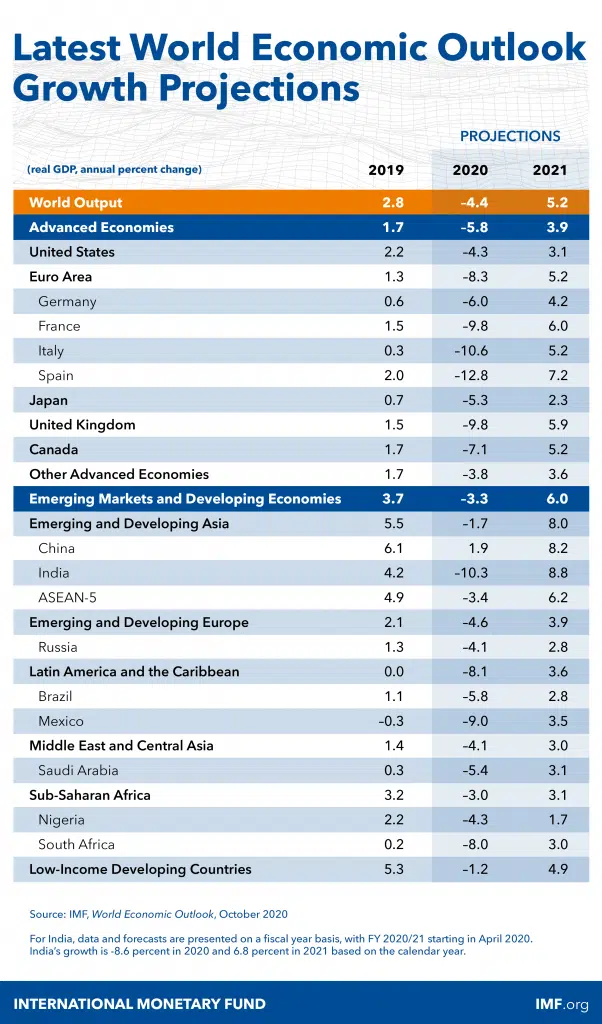 Latest World Economic Outlook
Growth Projections
PROJECTIONS
(real GDP, annual percent change) 2019 2020 2021
World Output 2.8 –4.4 5.2
Advanced Economies 1.7 –5.8 3.9
United States 2.2 –4.3 3.1
Euro Area 1.3 –8.3 5.2
Germany 0.6 –6.0 4.2
France 1.5 –9.8 6.0
Italy 0.3 –10.6 5.2
Spain 2.0 –12.8 7.2
Japan 0.7 –5.3 2.3
United Kingdom 1.5 –9.8 5.9
Canada 1.7 –7.1 5.2
Other Advanced Economies 1.7 –3.8 3.6
Emerging Markets and Developing Economies 3.7 –3.3 6.0
Emerging and Developing Asia 5.5 –1.7 8.0
China 6.1 1.9 8.2
India 4.2 –10.3 8.8
ASEAN-5 4.9 –3.4 6.2
Emerging and Developing Europe 2.1 –4.6 3.9
Russia 1.3 –4.1 2.8
Latin America and the Caribbean 0.0 –8.1 3.6
Brazil 1.1 –5.8 2.8
Mexico –0.3 –9.0 3.5
Middle East and Central Asia 1.4 –4.1 3.0
Saudi Arabia 0.3 –5.4 3.1
Sub-Saharan Africa 3.2 –3.0 3.1
Nigeria 2.2 –4.3 1.7
South Africa 0.2 –8.0 3.0
Low-Income Developing Countries 5.3 –1.2 4.9
Source: IMF, World Economic Outlook, October 2020
For India, data and forecasts are presented on a fiscal year basis, with FY 2020/21 starting in April 2020.
India's growth is -8.6 percent in 2020 and 6.8 percent in 2021 based on the calendar year.
INTERNATIONAL MONETARY FUND IMF.org